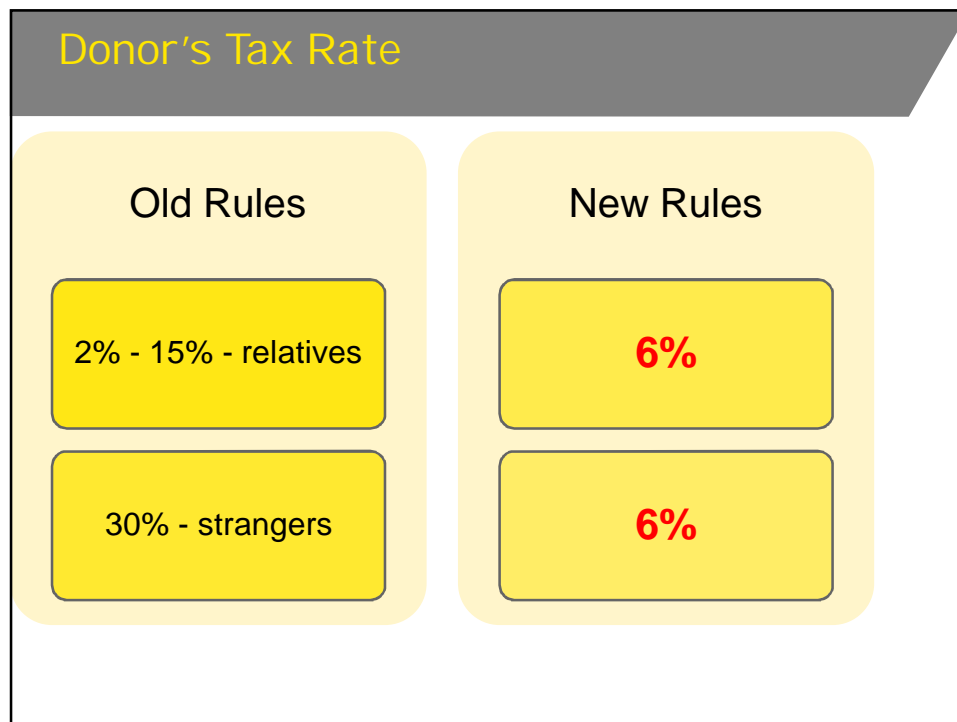 Donor's Tax Rate
Old Rules
2% - 15% - relatives
30% - strangers
New Rules
6%
6%